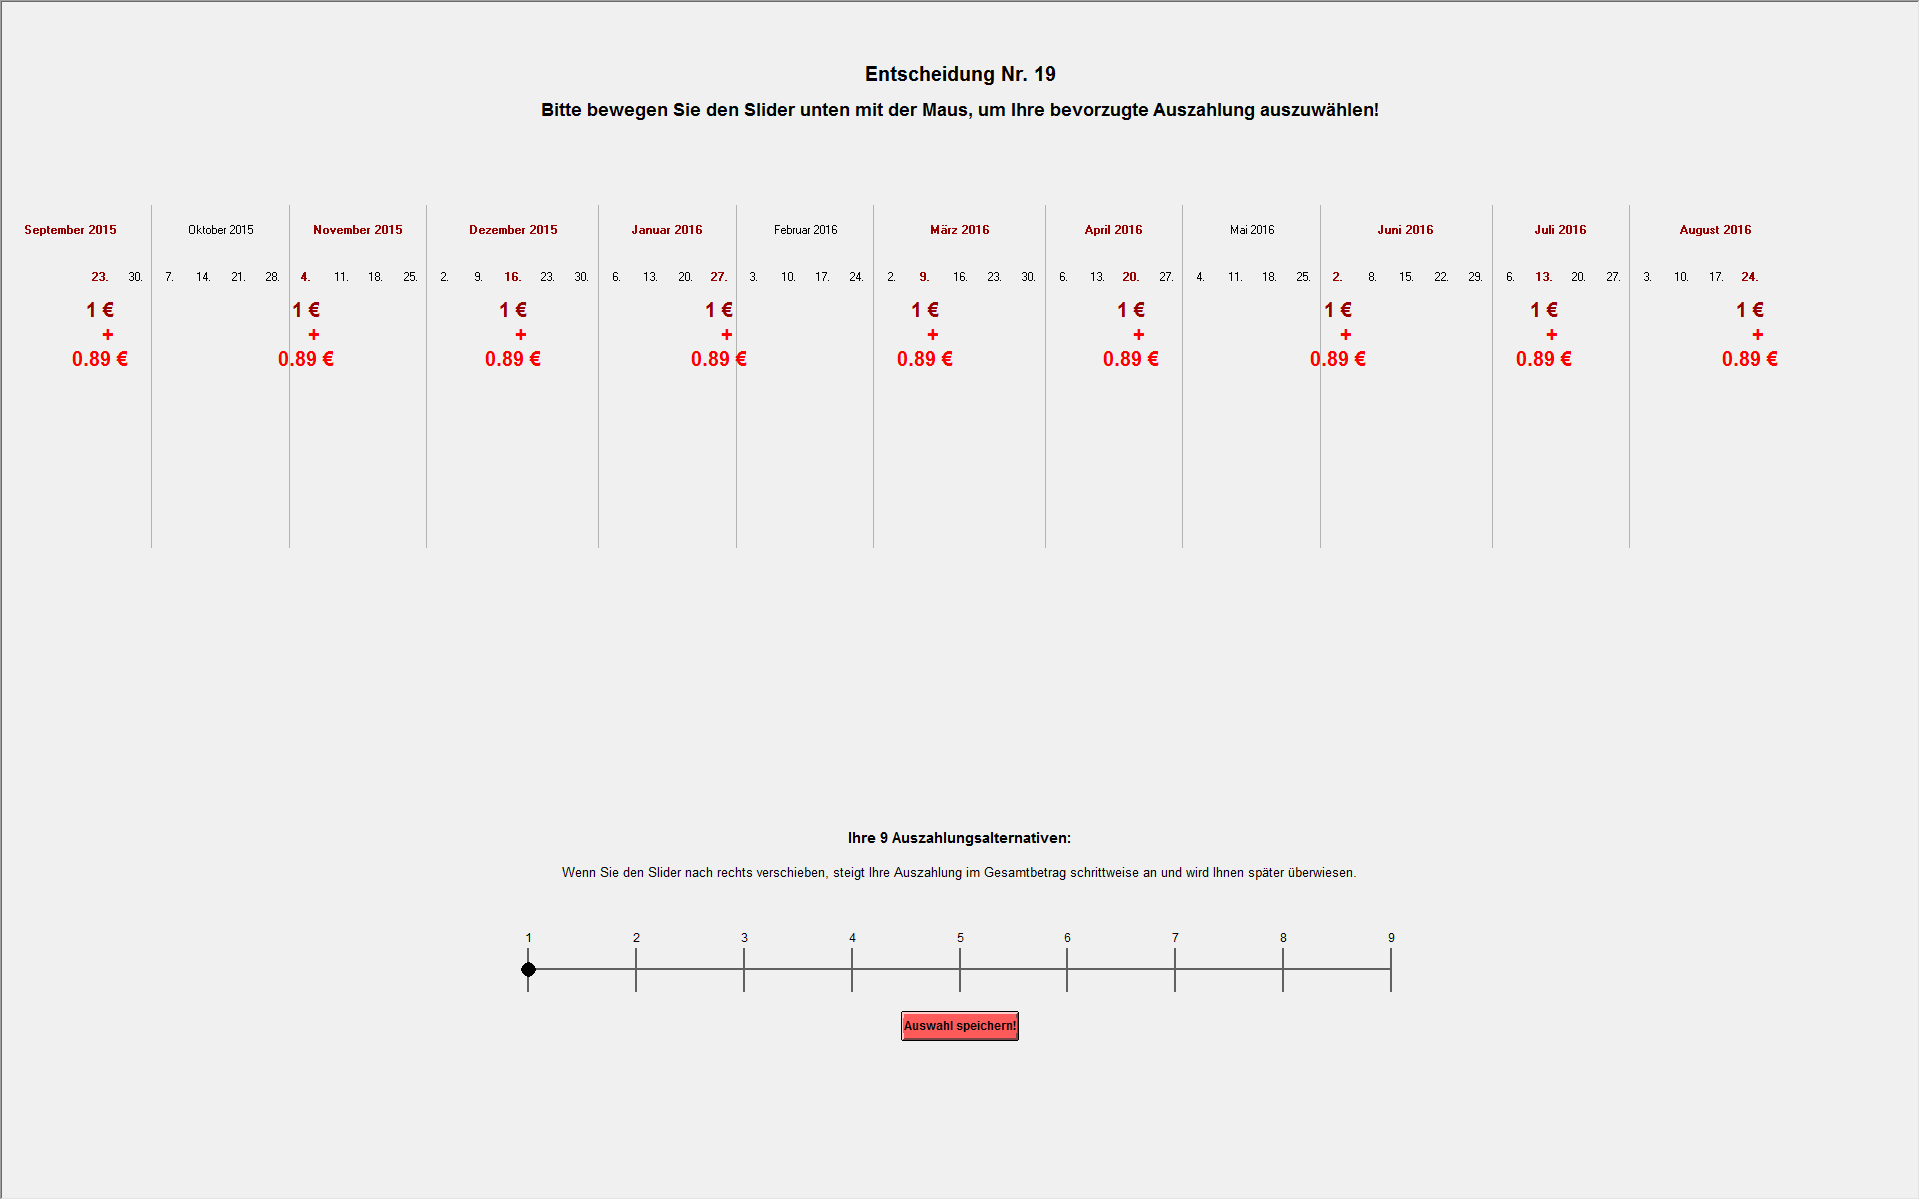 Entscheidung Nr. 19
Bitte bewegen Sie den Slider unten mit der Maus, um Ihre bevorzugte Auszahlung auszuwählen!
September 2015 Oktober 2015 November 2015 Dezember 2015 Januar 2016 Februar 2016 März 2016 April 2016 Mai 2016 Juni 2016 Juli 2016 August 2016
23. 30. 7. 14. 21. 28. 4. 11. 18. 25. 2. 9. 16. 23. 30. 6. 13. 20. 27. 3. 10. 17. 24. 2. 9. 16. 23. 30. 6. 13. 20. 27. 4. 11. 18. 25. 2. 8. 15. 22. 29. 6. 13. 20. 27. 3. 10. 17. 24.
1 € 1 € 1 € 1 € 1 € 1 € 1 € 1 € 1 €
+ + + + + + + + +
0.89 € 0.89 € 0.89 € 0.89 € 0.89 € 0.89 € 0.89 € 0.89 € 0.89 €
Ihre 9 Auszahlungsalternativen:
Wenn Sie den Slider nach rechts verschieben, steigt Ihre Auszahlung im Gesamtbetrag schrittweise an und wird Ihnen später überwiesen.
1 2 3 4 5 6 7 8 9
Auswahl speichern!